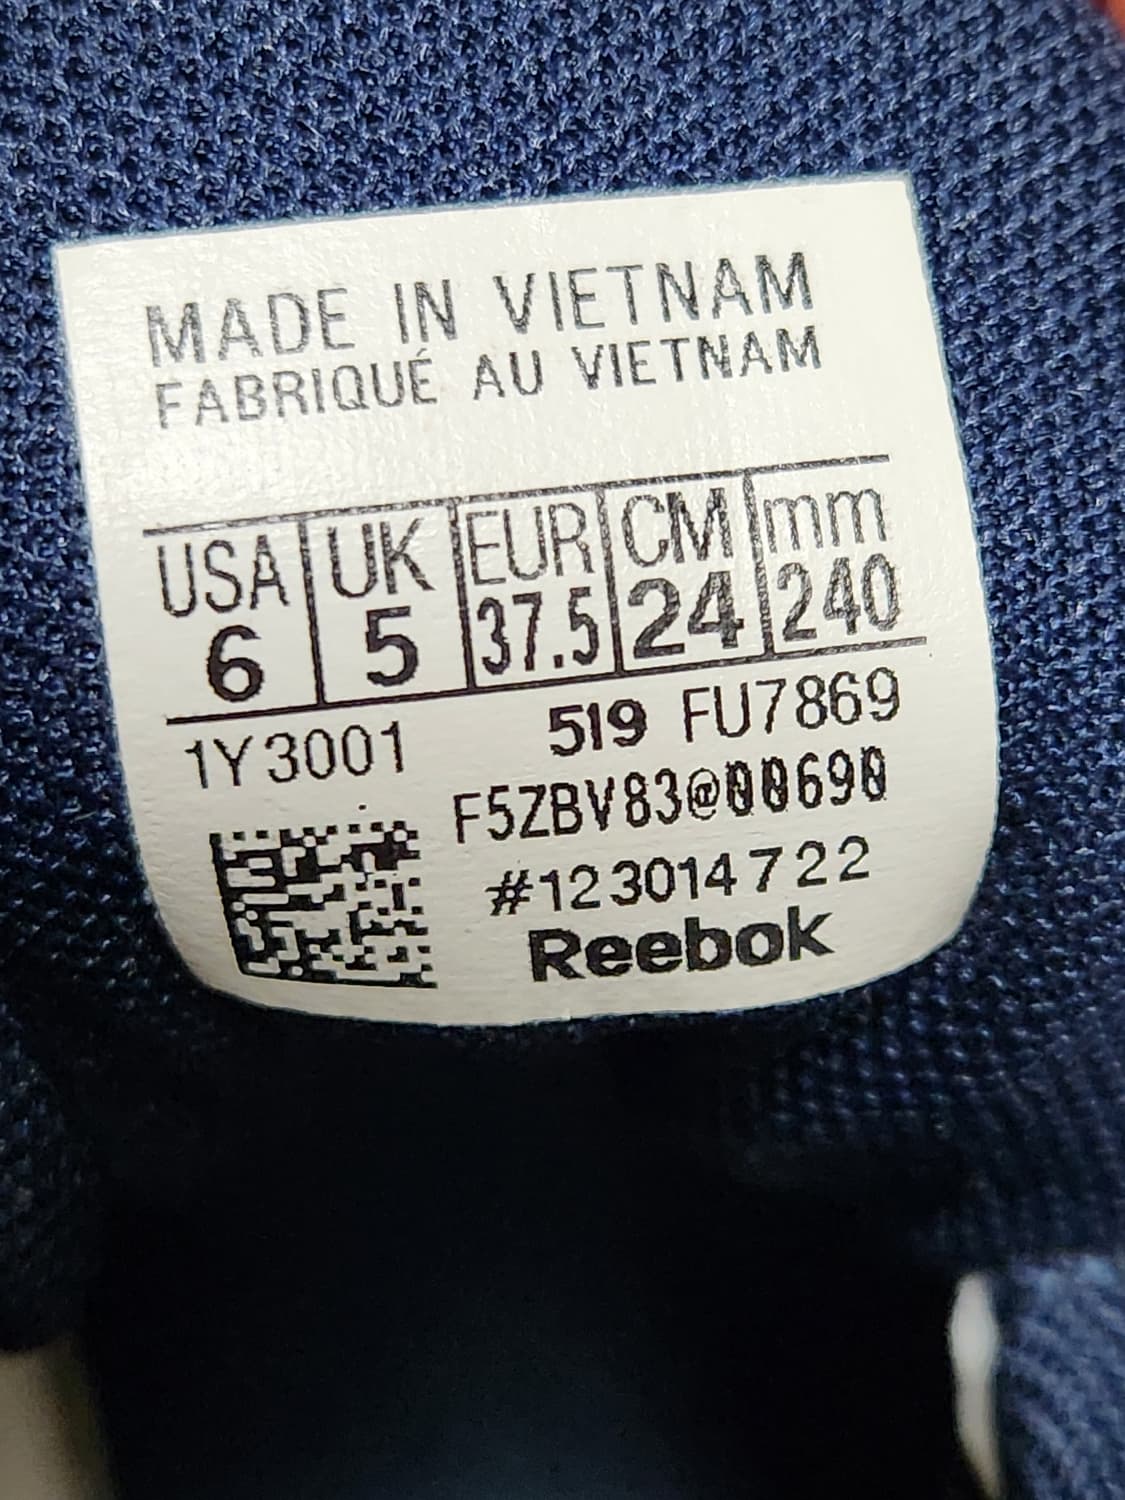 MADE IN VIETNAM
FABRIQUÉ AU VIETNAM
USA UK EUR CM mm
6 5 37.5 24 240
1Y3001 519 FU7869
F5ZBV83@00690
#123014722
Reebok